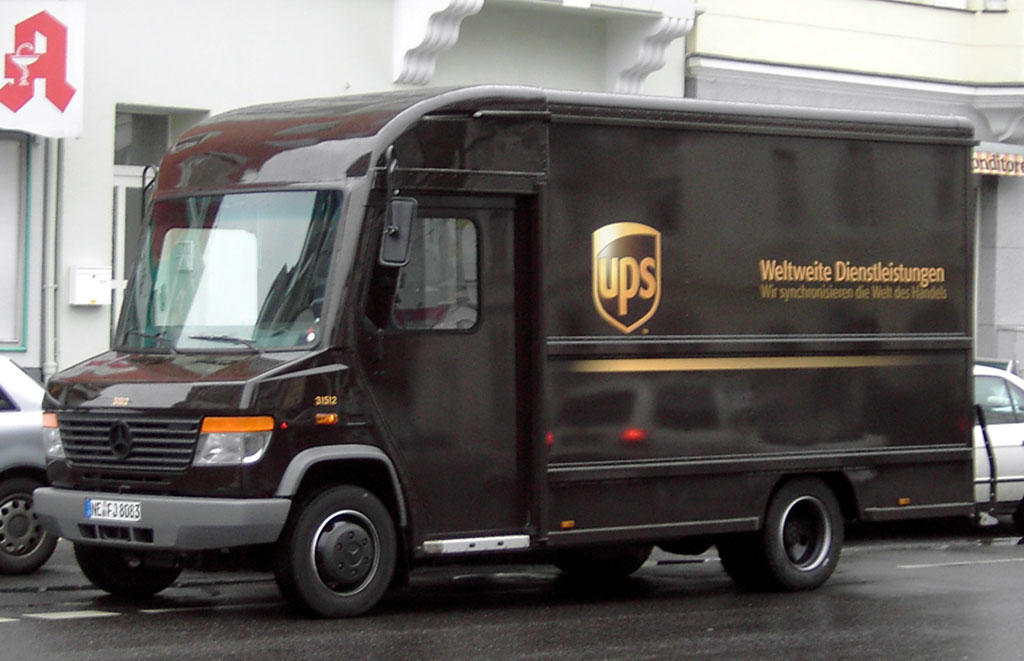 ups
Weltweite Dienstleistungen
Wir synchronisieren die Welt des Handels
onditore
31512
NE FJ 8083